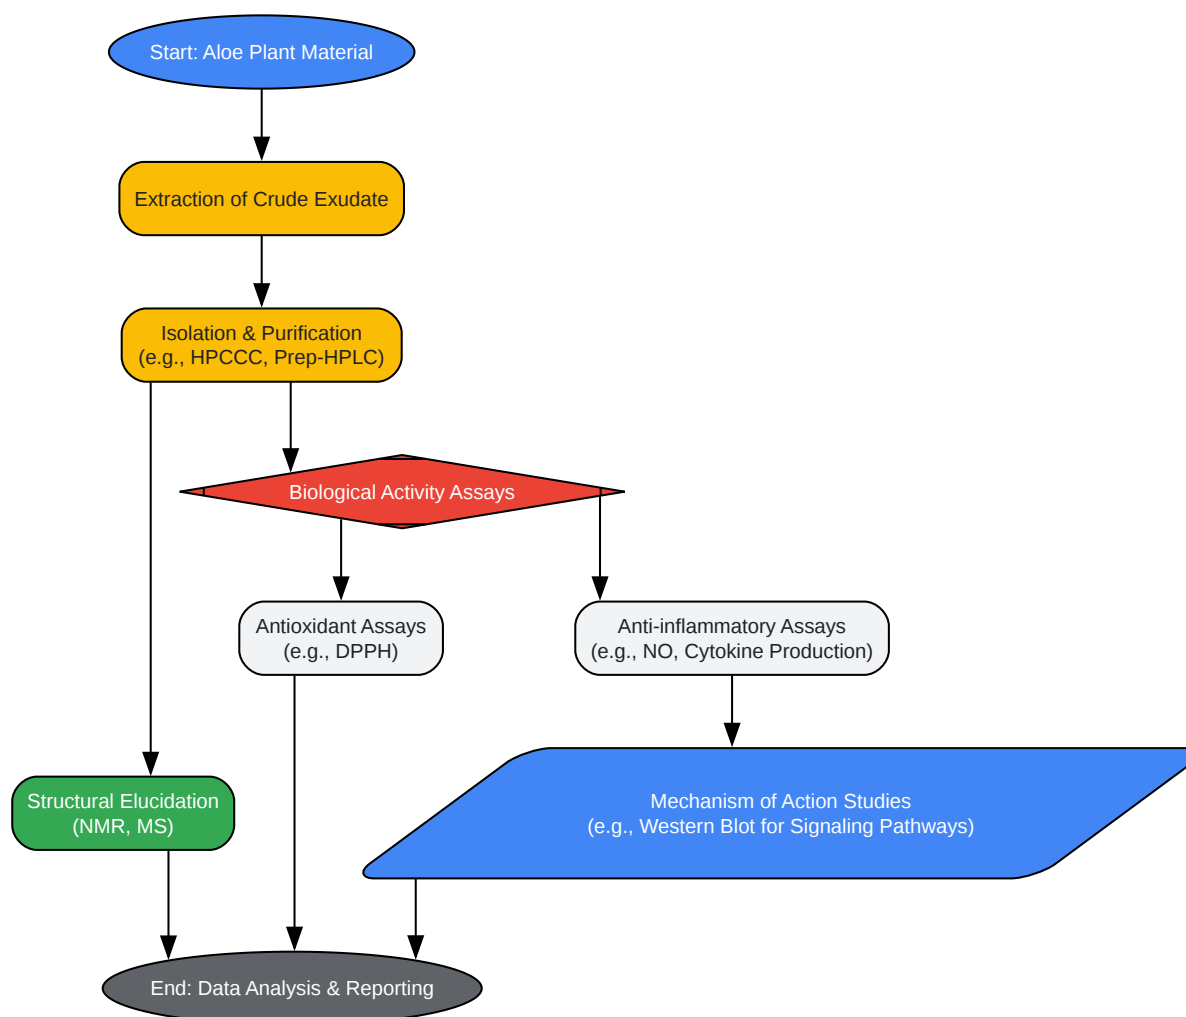 Start: Aloe Plant Material
Extraction of Crude Exudate
Isolation & Purification
(e.g., HPCCC, Prep-HPLC)
Biological Activity Assays
Antioxidant Assays
(e.g., DPPH)
Anti-inflammatory Assays
(e.g., NO, Cytokine Production)
Structural Elucidation
(NMR, MS)
Mechanism of Action Studies
(e.g., Western Blot for Signaling Pathways)
End: Data Analysis & Reporting